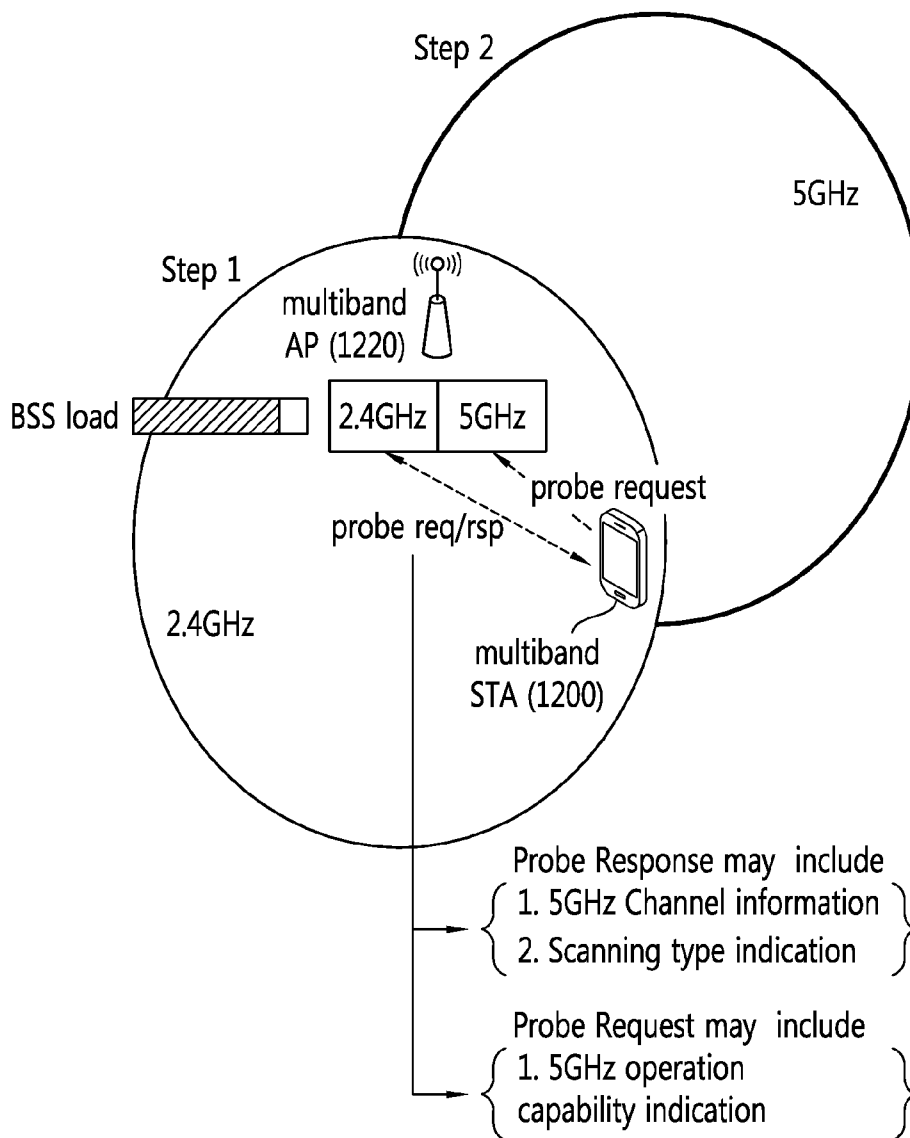 Step 2
5GHz
Step 1
multiband
AP (1220)
BSS load
2.4GHz
5GHz
probe request
probe req/rsp
2.4GHz
multiband
STA (1200)
Probe Response may include
1. 5GHz Channel information
2. Scanning type indication
Probe Request may include
1. 5GHz operation
capability indication